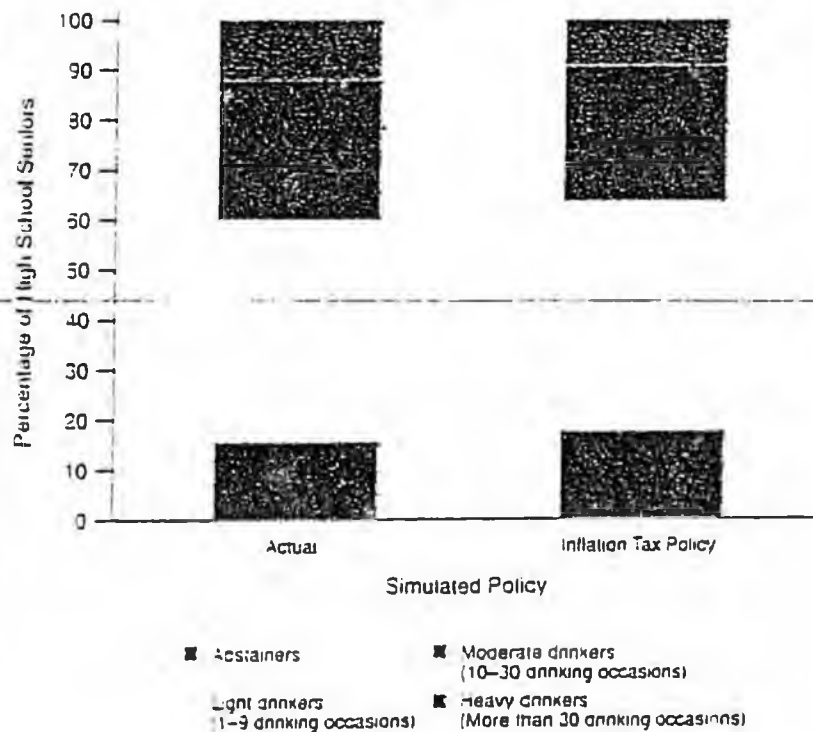 100
90
80
70
60
50
40
30
20
10
0
Percentage of High School Seniors
Actual
Inflation Tax Policy
Simulated Policy
Abstainers
Light drinkers
(1–9 drinking occasions)
Moderate drinkers
(10–30 drinking occasions)
Heavy drinkers
(More than 30 drinking occasions)